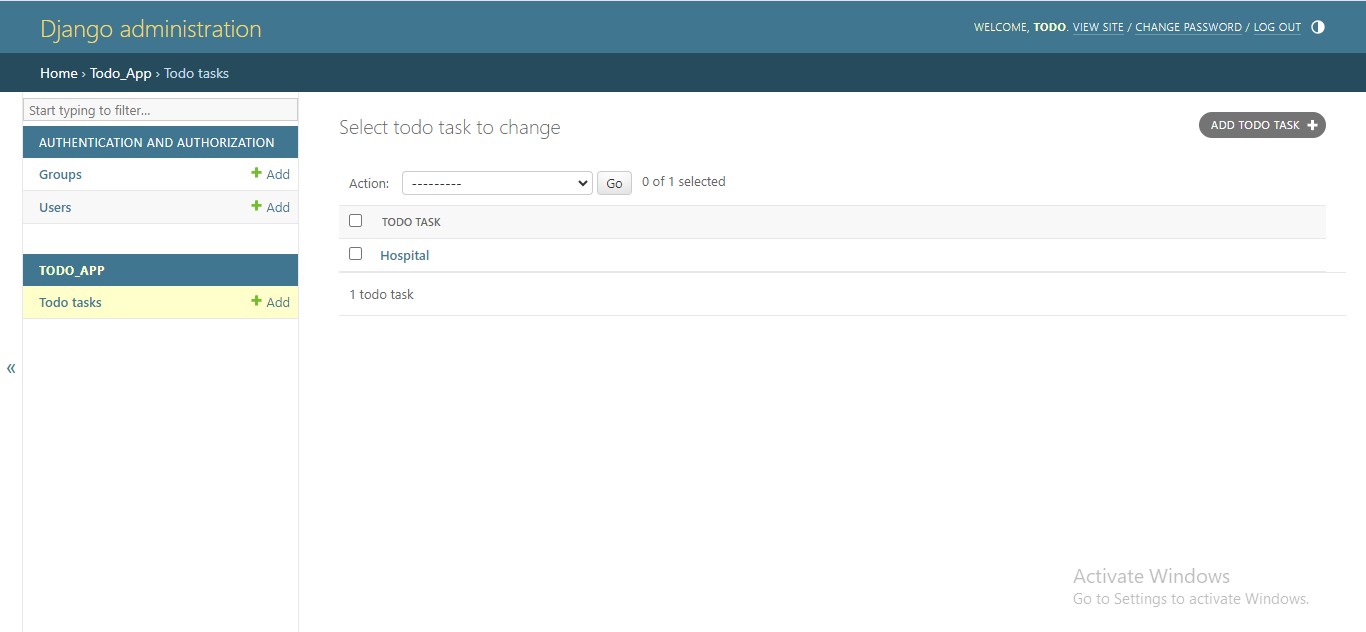 Django administration
WELCOME, TODO. VIEW SITE / CHANGE PASSWORD / LOG OUT
Home › Todo_App › Todo tasks
Start typing to filter...
AUTHENTICATION AND AUTHORIZATION
Groups + Add
Users + Add
TODO_APP
Todo tasks + Add
«
Select todo task to change
ADD TODO TASK +
Action: --------- Go 0 of 1 selected
TODO TASK
Hospital
1 todo task
Activate Windows
Go to Settings to activate Windows.